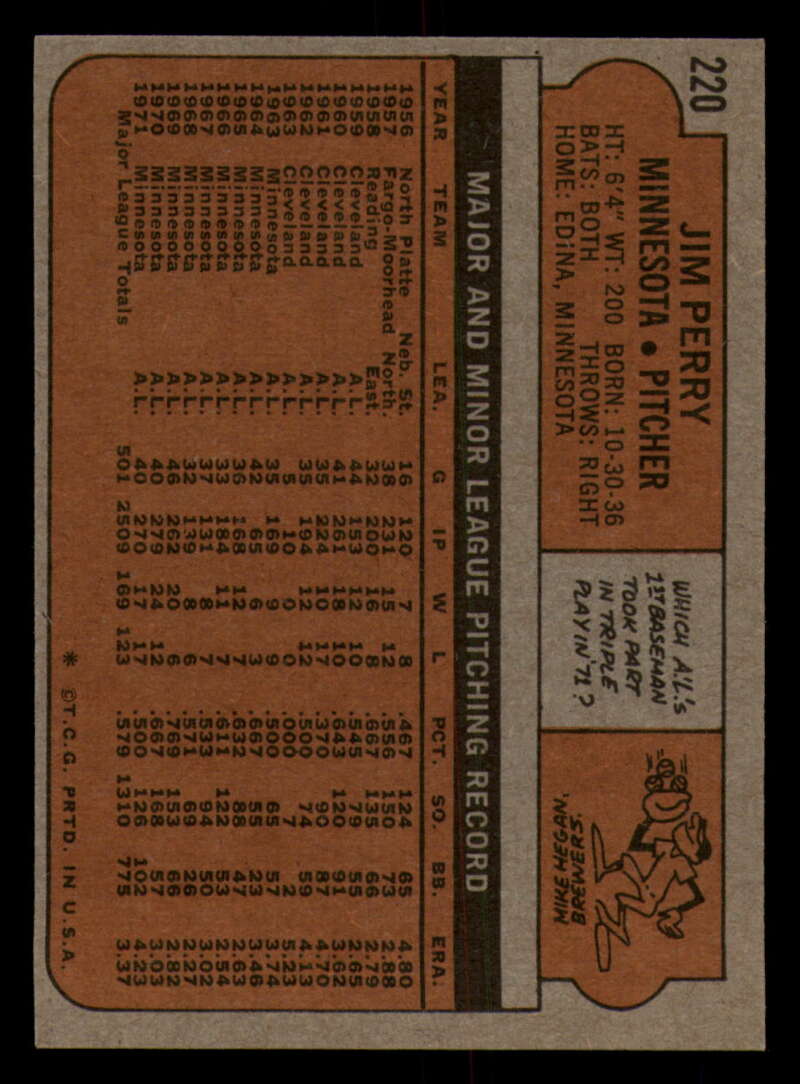 220
JIM PERRY
MINNESOTA • PITCHER
HT: 6'4" WT: 200 BORN: 10-30-36
BATS: BOTH THROWS: RIGHT
HOME: EDINA, MINNESOTA
WHICH A.L.'s
1ST BASEMAN
TOOK PART
IN TRIPLE
PLAY IN '71?
MIKE HEGAN,
BREWERS.
MAJOR AND MINOR LEAGUE PITCHING RECORD
YEAR TEAM LEA. G IP W L PCT. SO. BB. ERA.
1956 North Platte Neb. St. 16 120 7 8 .467 124 65 4.80
1957 Fargo-Moorhead North. 38 231 15 12 .556 150 73 2.88
1958 Reading East. 32 200 16 8 .667 135 66 2.79
1959 Cleveland A.L. 44 153 12 10 .545 79 55 2.65
1960 Cleveland A.L. 41 261 18 10 .643 120 91 3.62
1961 Cleveland A.L. 35 224 10 17 .370 90 87 4.70
1962 Cleveland A.L. 35 194 12 12 .500 74 59 4.13
1963 Cleveland A.L. 5 10 0 0 .000 7 2 5.23
1963 Minnesota A.L. 35 169 9 9 .500 65 57 3.74
1964 Minnesota A.L. 42 65 6 3 .667 55 23 3.46
1965 Minnesota A.L. 36 168 12 7 .632 88 47 2.63
1966 Minnesota A.L. 33 184 11 7 .611 122 53 2.54
1967 Minnesota A.L. 37 131 8 7 .533 94 50 3.02
1968 Minnesota A.L. 32 139 8 6 .571 69 26 2.27
1969 Minnesota A.L. 46 262 20 6 .769 153 66 2.82
1970 Minnesota A.L. 40 279 24 12 .667 168 57 3.03
1971 Minnesota A.L. 40 270 17 17 .500 126 102 4.23
Major League Totals 501 2509 169 123 .579 1310 775 3.37
* ©T.C.G. PRTD. IN U.S.A.